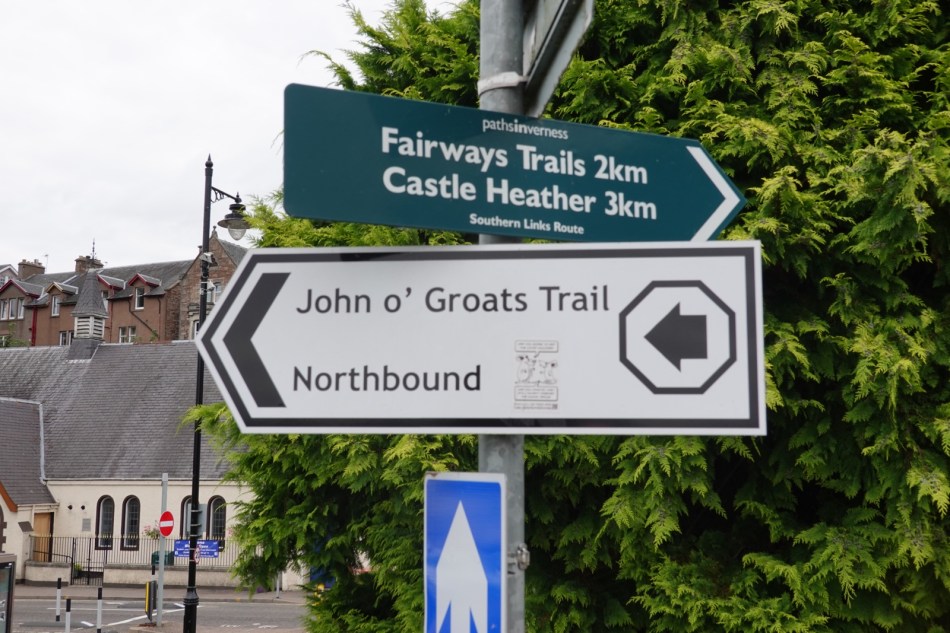 pathsinverness
Fairways Trails 2km
Castle Heather 3km
Southern Links Route
John o' Groats Trail
Northbound